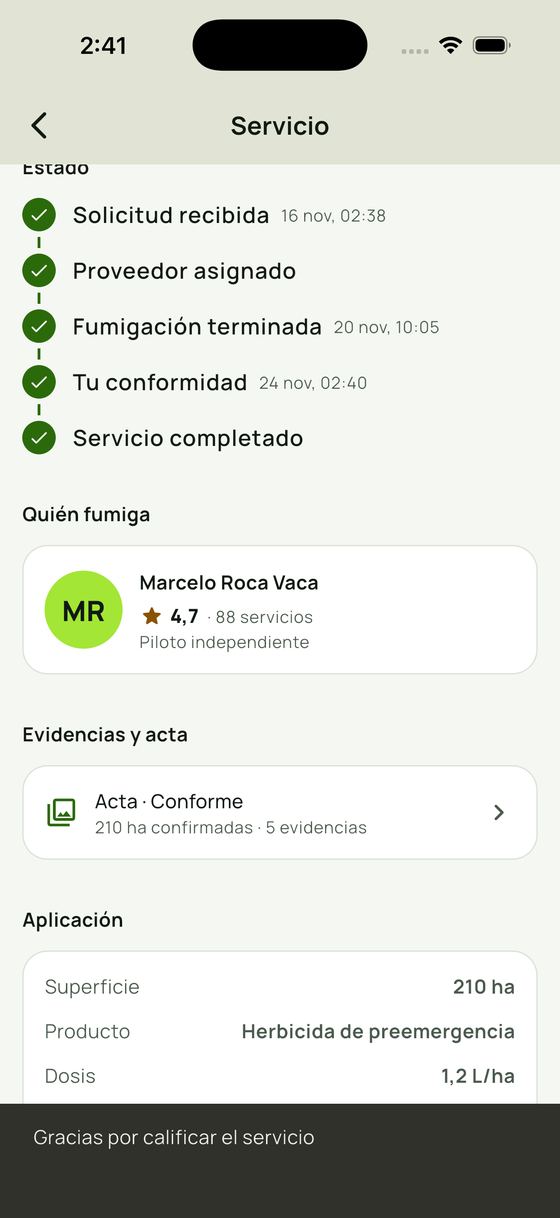 2:41
Servicio
Estado
Solicitud recibida 16 nov, 02:38
Proveedor asignado
Fumigación terminada 20 nov, 10:05
Tu conformidad 24 nov, 02:40
Servicio completado
Quién fumiga
MR
Marcelo Roca Vaca
4,7 · 88 servicios
Piloto independiente
Evidencias y acta
Acta · Conforme
210 ha confirmadas · 5 evidencias
Aplicación
Superficie 210 ha
Producto Herbicida de preemergencia
Dosis 1,2 L/ha
Gracias por calificar el servicio